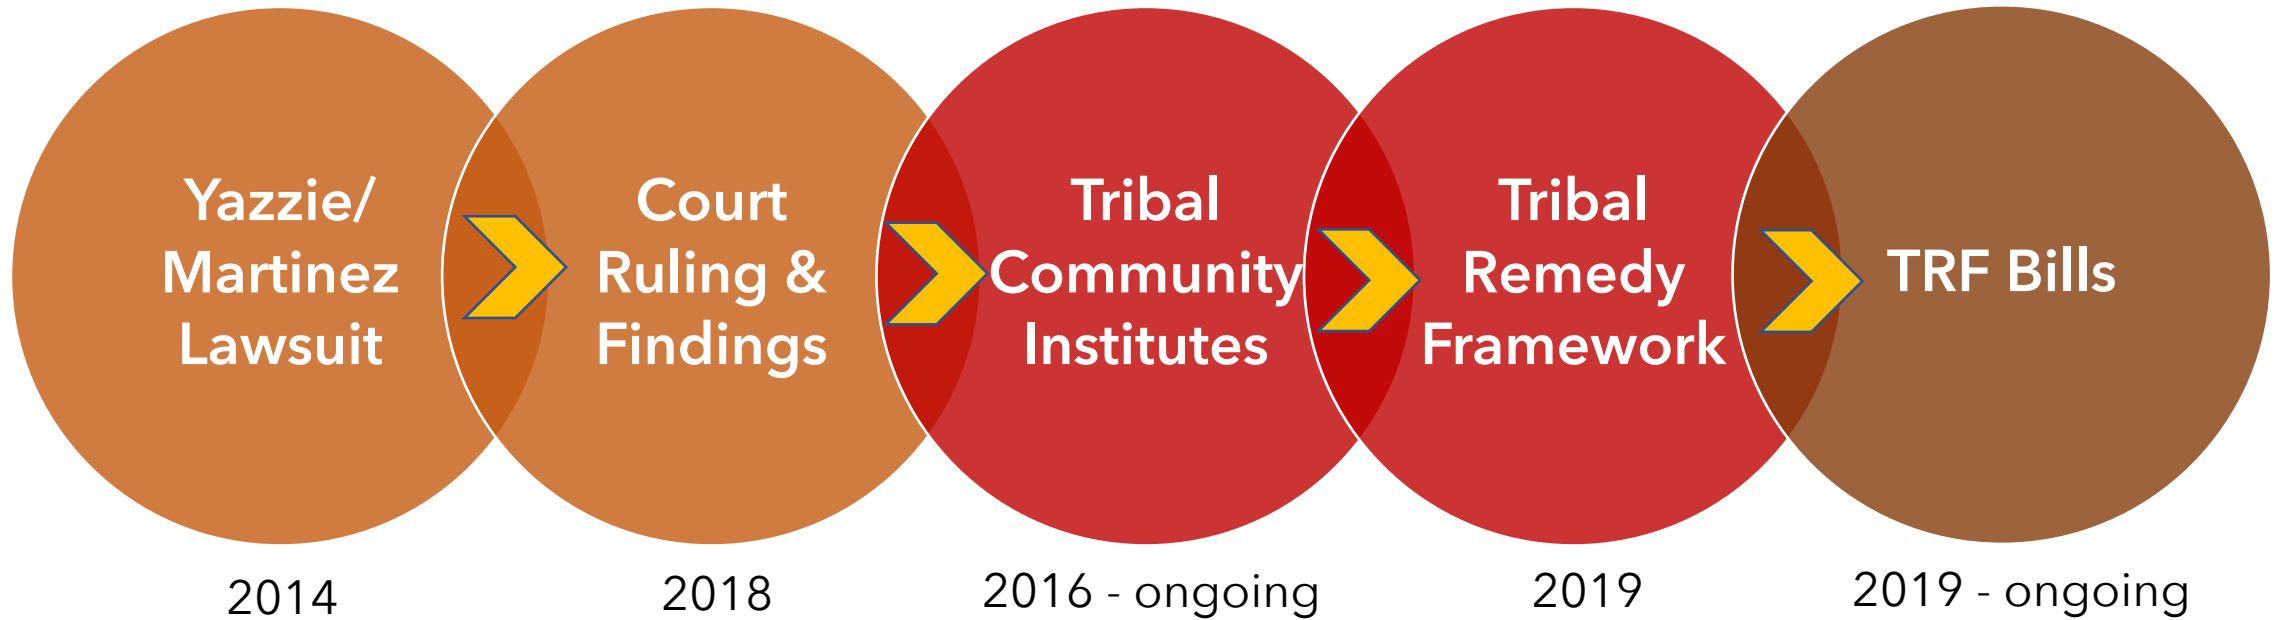 Yazzie/
Martinez
Lawsuit
Court
Ruling &
Findings
Tribal
Community
Institutes
Tribal
Remedy
Framework
TRF Bills
2014
2018
2016 - ongoing
2019
2019 - ongoing